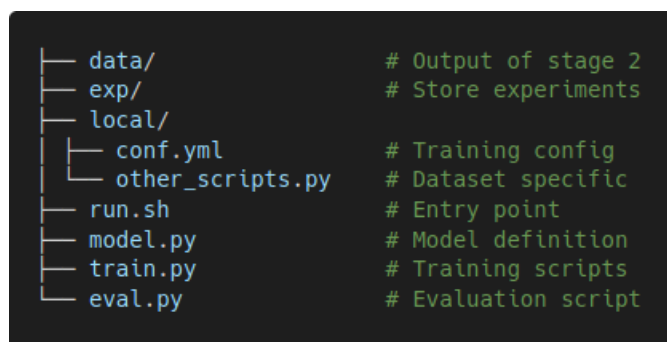 ├── data/ # Output of stage 2
├── exp/ # Store experiments
├── local/
│ ├── conf.yml # Training config
│ └── other_scripts.py # Dataset specific
├── run.sh # Entry point
├── model.py # Model definition
├── train.py # Training scripts
└── eval.py # Evaluation script